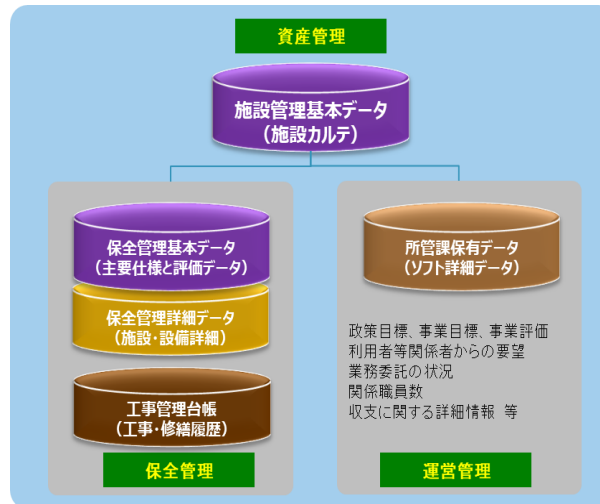 資産管理
施設管理基本データ
（施設カルテ）
保全管理基本データ
（主要仕様と評価データ）
保全管理詳細データ
（施設・設備詳細）
工事管理台帳
（工事・修繕履歴）
保全管理
所管課保有データ
（ソフト詳細データ）
政策目標、事業目標、事業評価
利用者等関係者からの要望
業務委託の状況
関係職員数
収支に関する詳細情報 等
運営管理